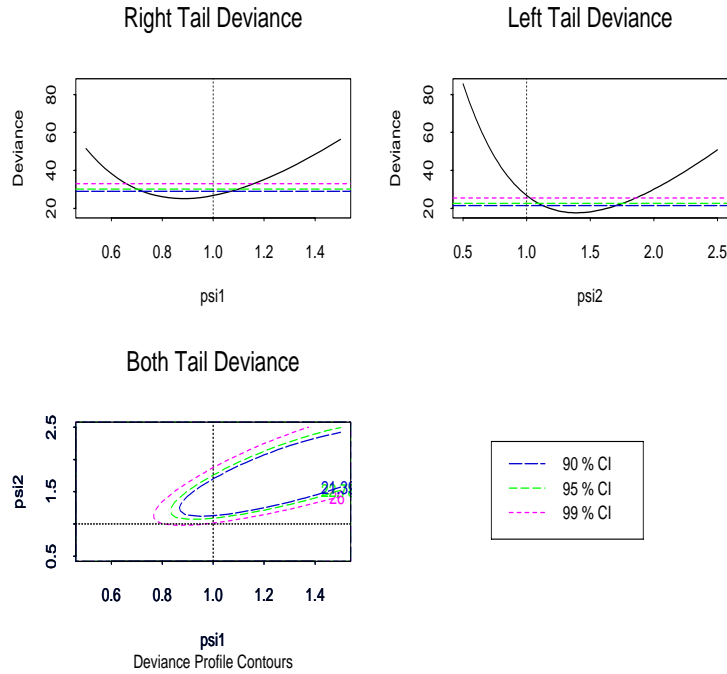 Right Tail Deviance
Left Tail Deviance
Deviance
20 40 60 80
0.6 0.8 1.0 1.2 1.4
psi1
Deviance
20 40 60 80
0.5 1.0 1.5 2.0 2.5
psi2
Both Tail Deviance
psi2
0.5 1.5 2.5
26
0.6 0.8 1.0 1.2 1.4
psi1
Deviance Profile Contours
90 % CI
95 % CI
99 % CI